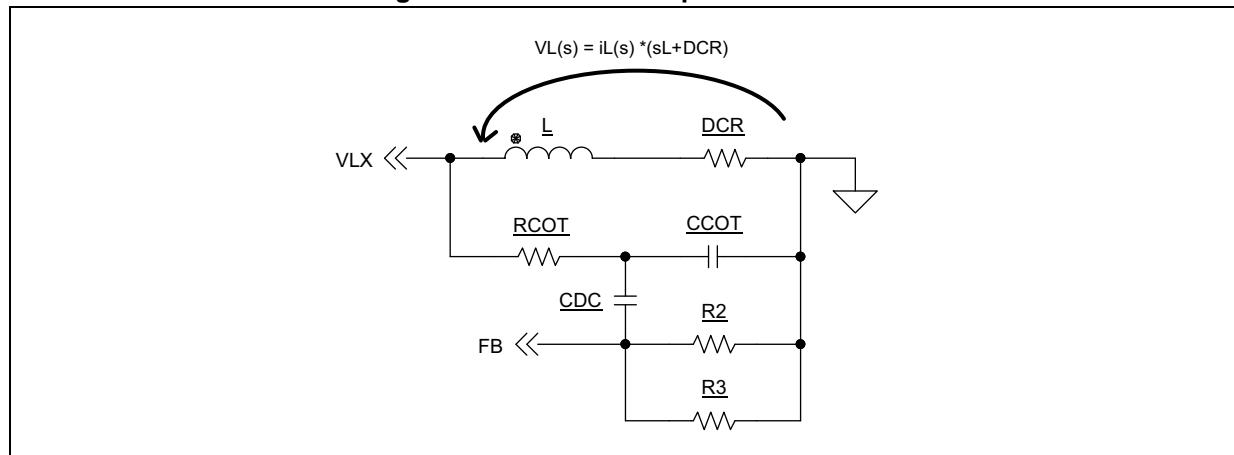 VL(s) = iL(s) *(sL+DCR)
L
DCR
VLX
RCOT
CCOT
CDC
R2
FB
R3